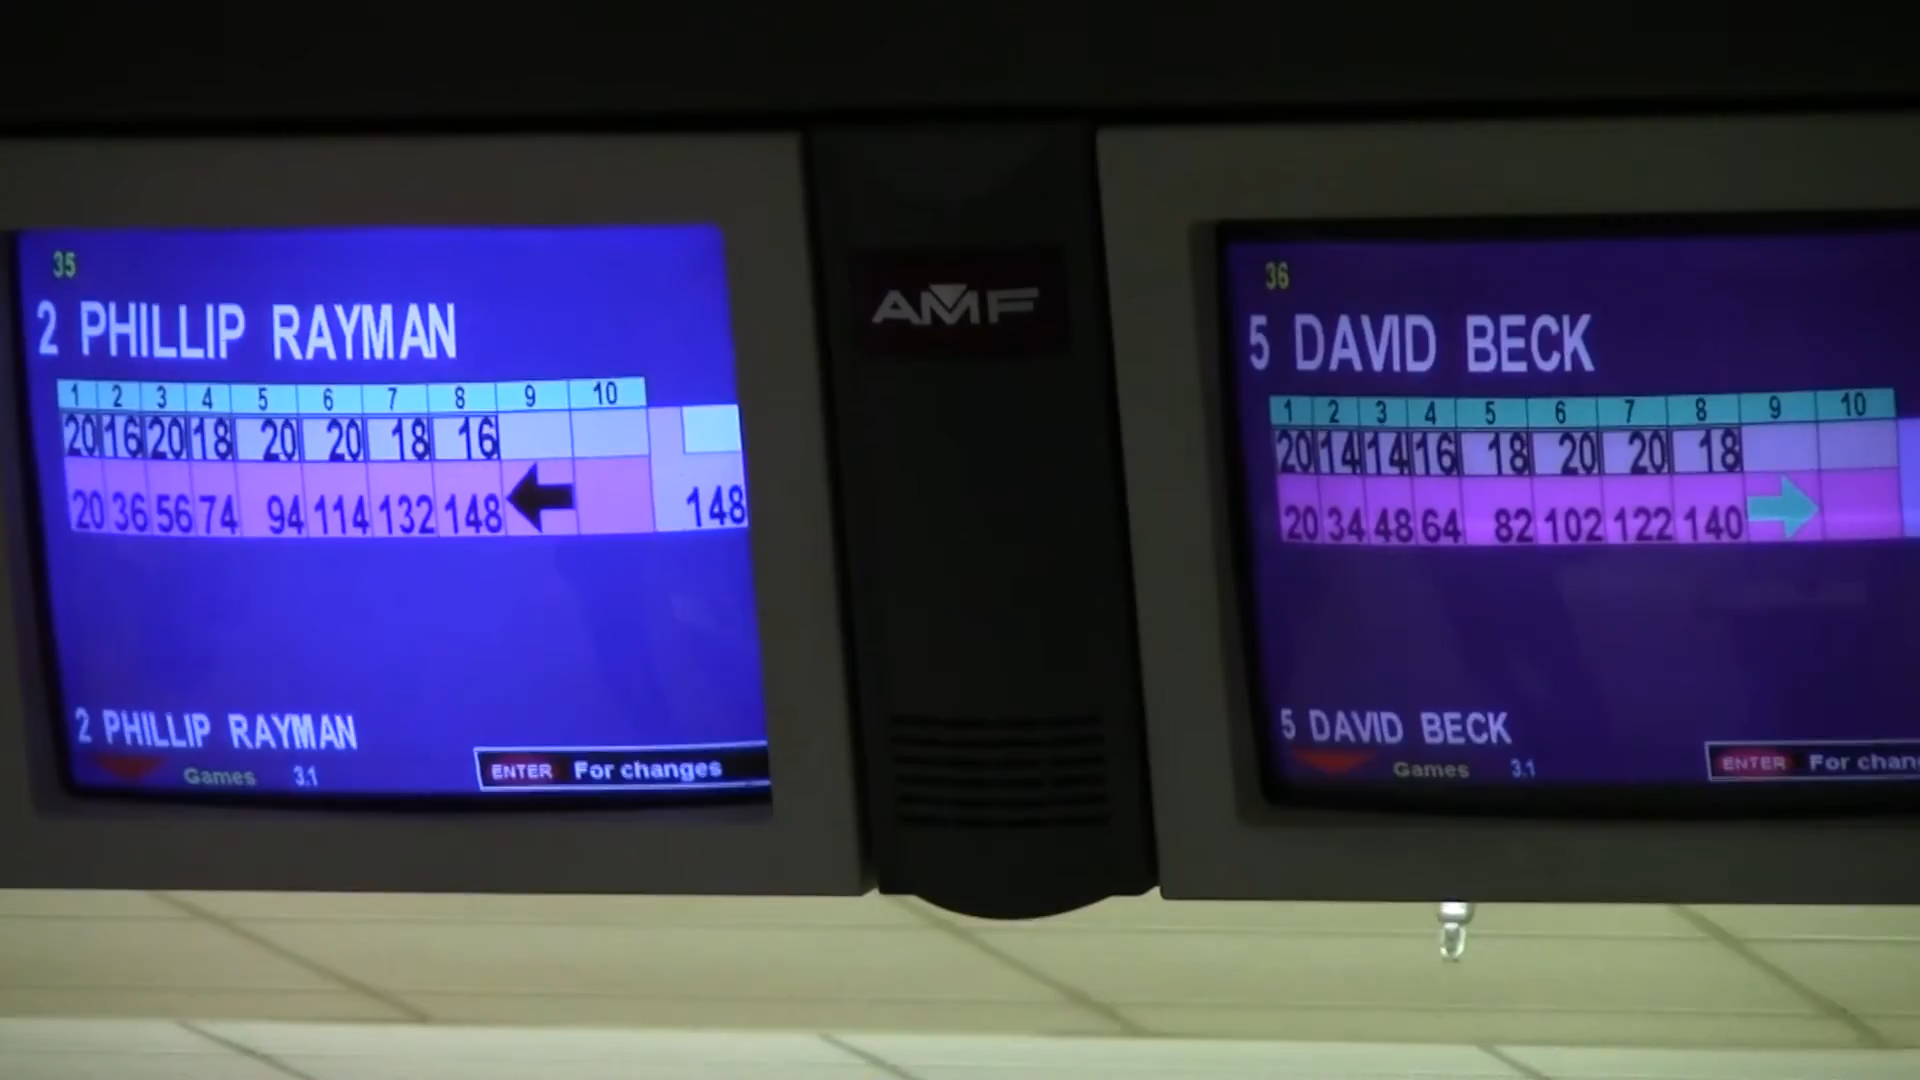 35
2 PHILLIP RAYMAN
1 2 3 4 5 6 7 8 9 10
20 16 20 18 20 20 18 16
20 36 56 74 94 114 132 148 148
2 PHILLIP RAYMAN
Games 3.1 ENTER For changes
AMF
36
5 DAVID BECK
1 2 3 4 5 6 7 8 9 10
20 14 14 16 18 20 20 18
20 34 48 64 82 102 122 140
5 DAVID BECK
Games 3.1 ENTER For chan